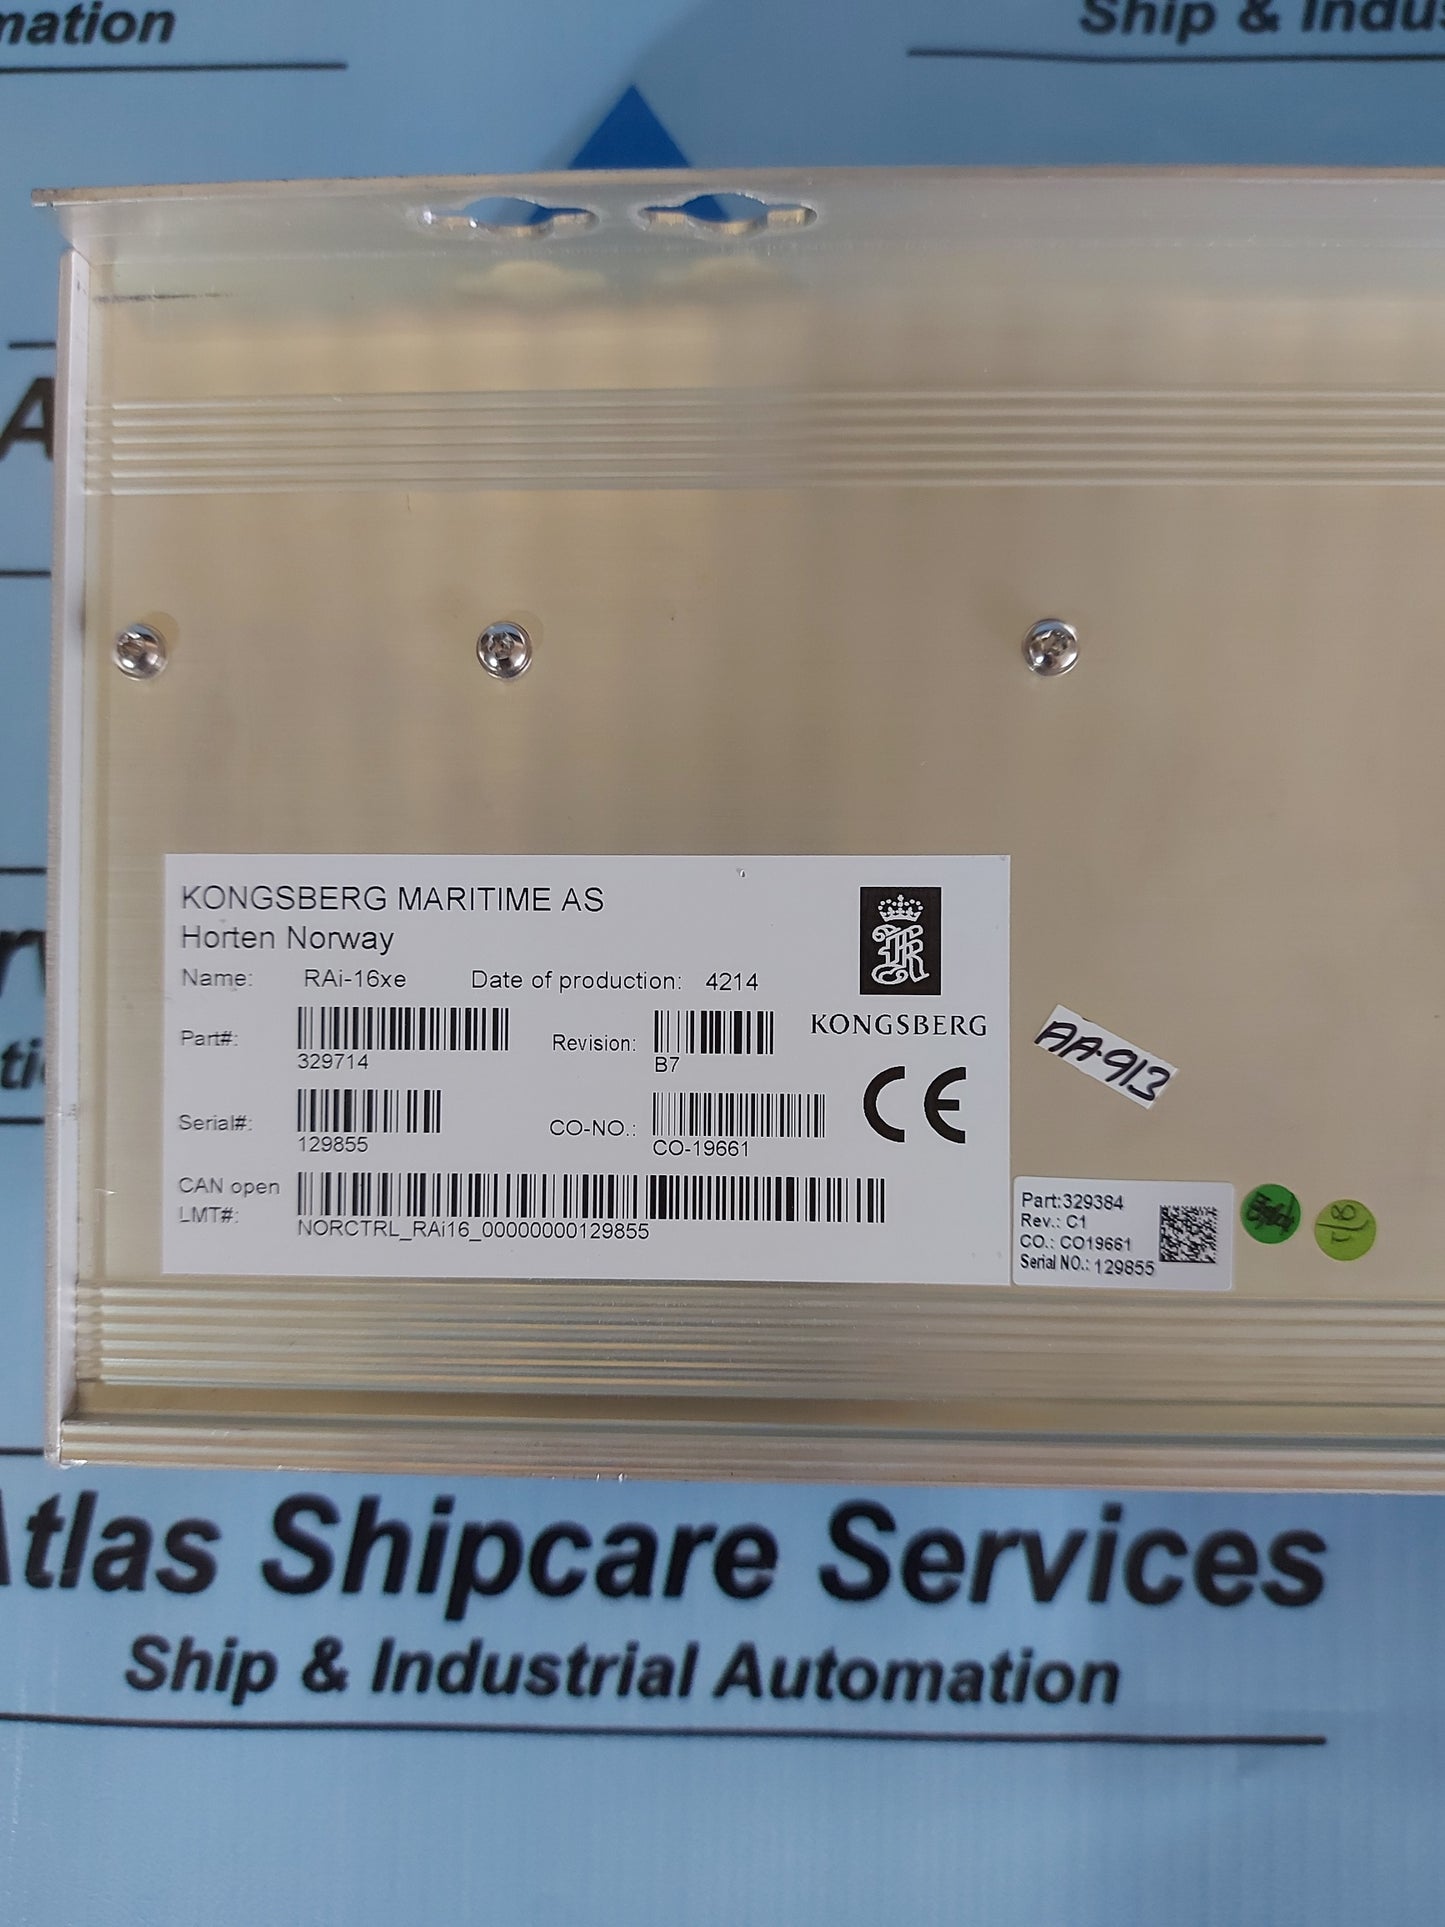 mation
Ship & Indus
A
KONGSBERG MARITIME AS
Horten Norway
Name: RAi-16xe Date of production: 4214
KONGSBERG
Part#: 329714 Revision: B7
CE
Serial#: 129855 CO-NO.: CO-19661
CAN open
LMT#: NORCTRL_RAi16_00000000129855
AA-913
Part:329384
Rev.: C1
CO.: CO19661
Serial NO.: 129855
Atlas Shipcare Services
Ship & Industrial Automation